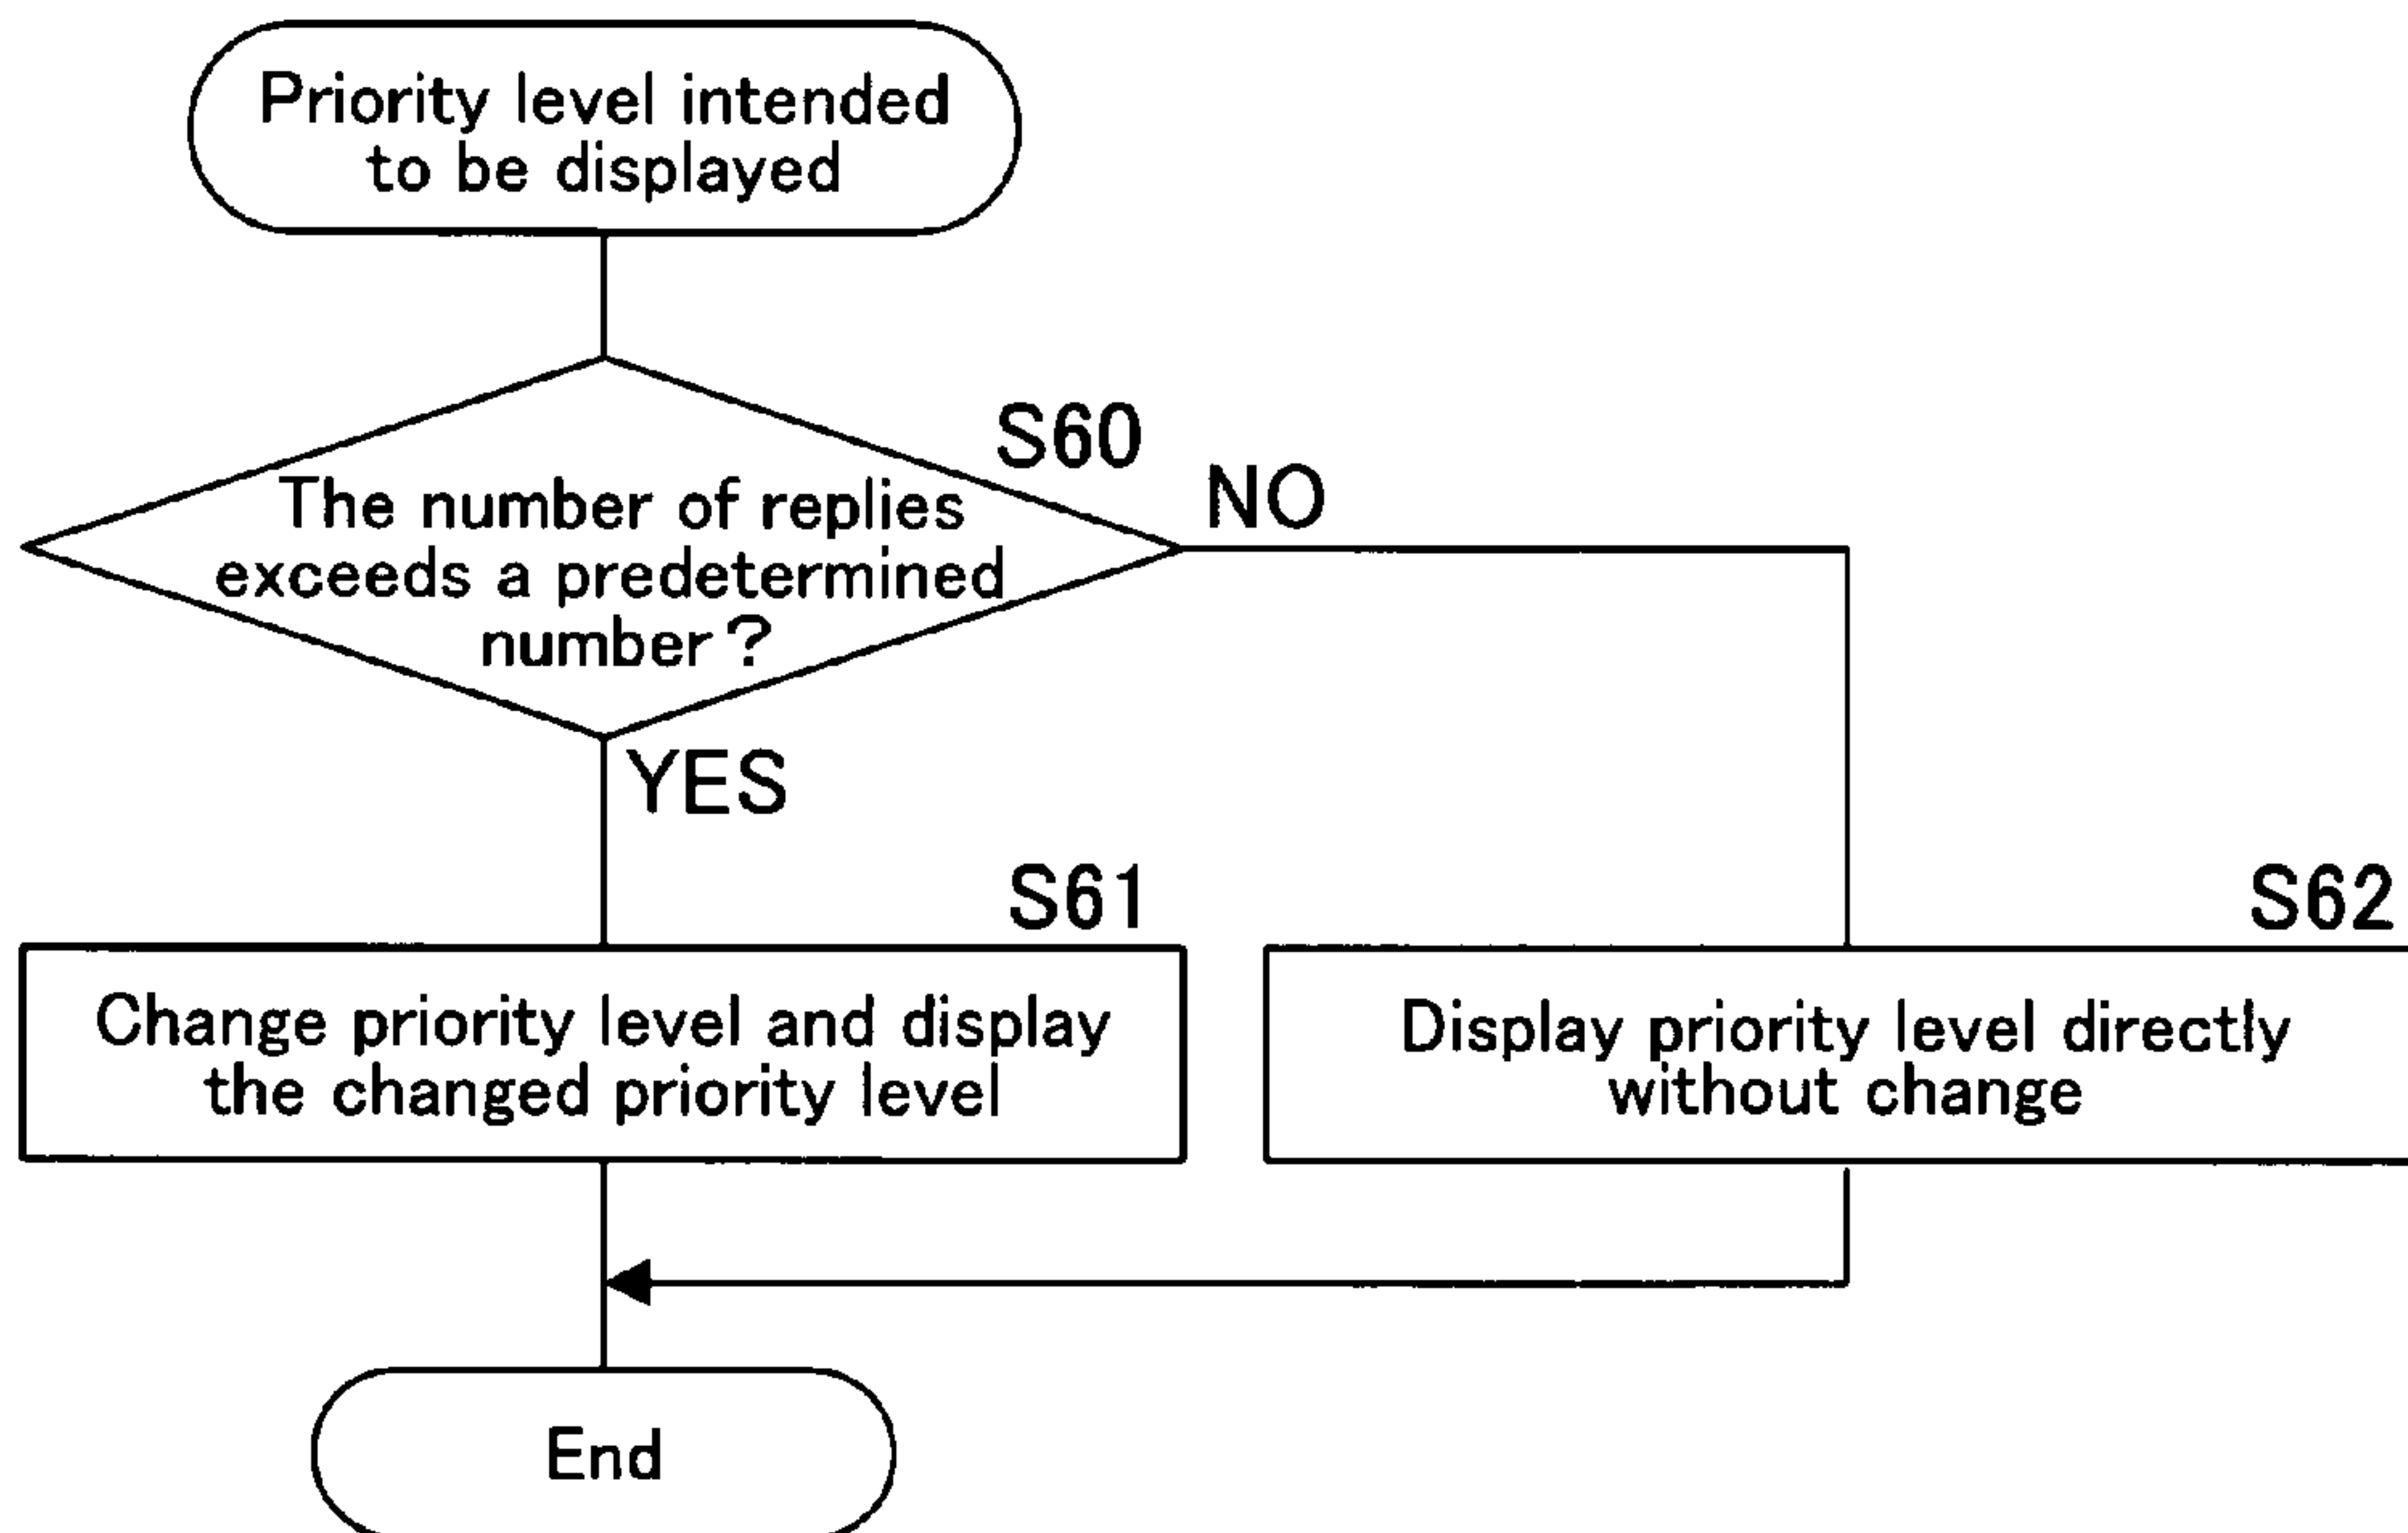 Priority level intended
to be displayed
S60
NO
The number of replies
exceeds a predetermined
number?
YES
S61
S62
Change priority level and display
the changed priority level
Display priority level directly
without change
End